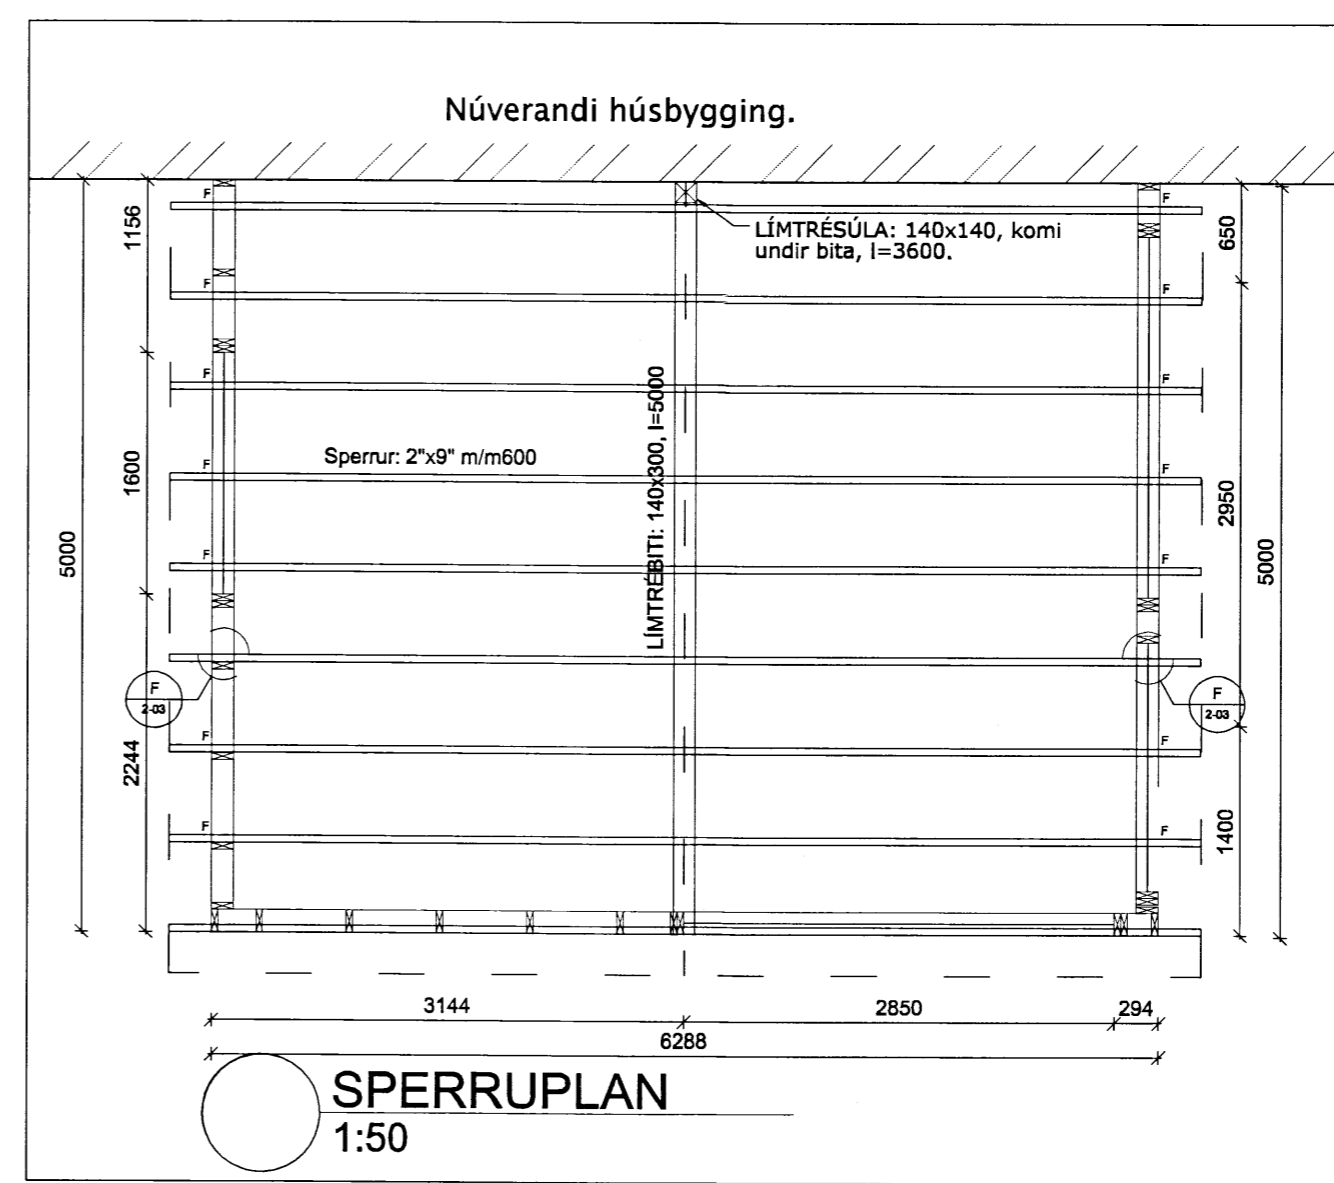 Núverandi húsbygging.
F
F
1156
LÍMTRÉSÚLA: 140x140, komi
undir bita, l=3600.
650
F
F
F
F
LÍMTRÉBITI: 140x300, l=5000
Sperrur: 2"x9" m/m600
F
F
1600
2950
5000
5000
F
F
F
2-03
F
2-03
F
F
2244
F
F
1400
3144
2850
294
6288
SPERRUPLAN
1:50